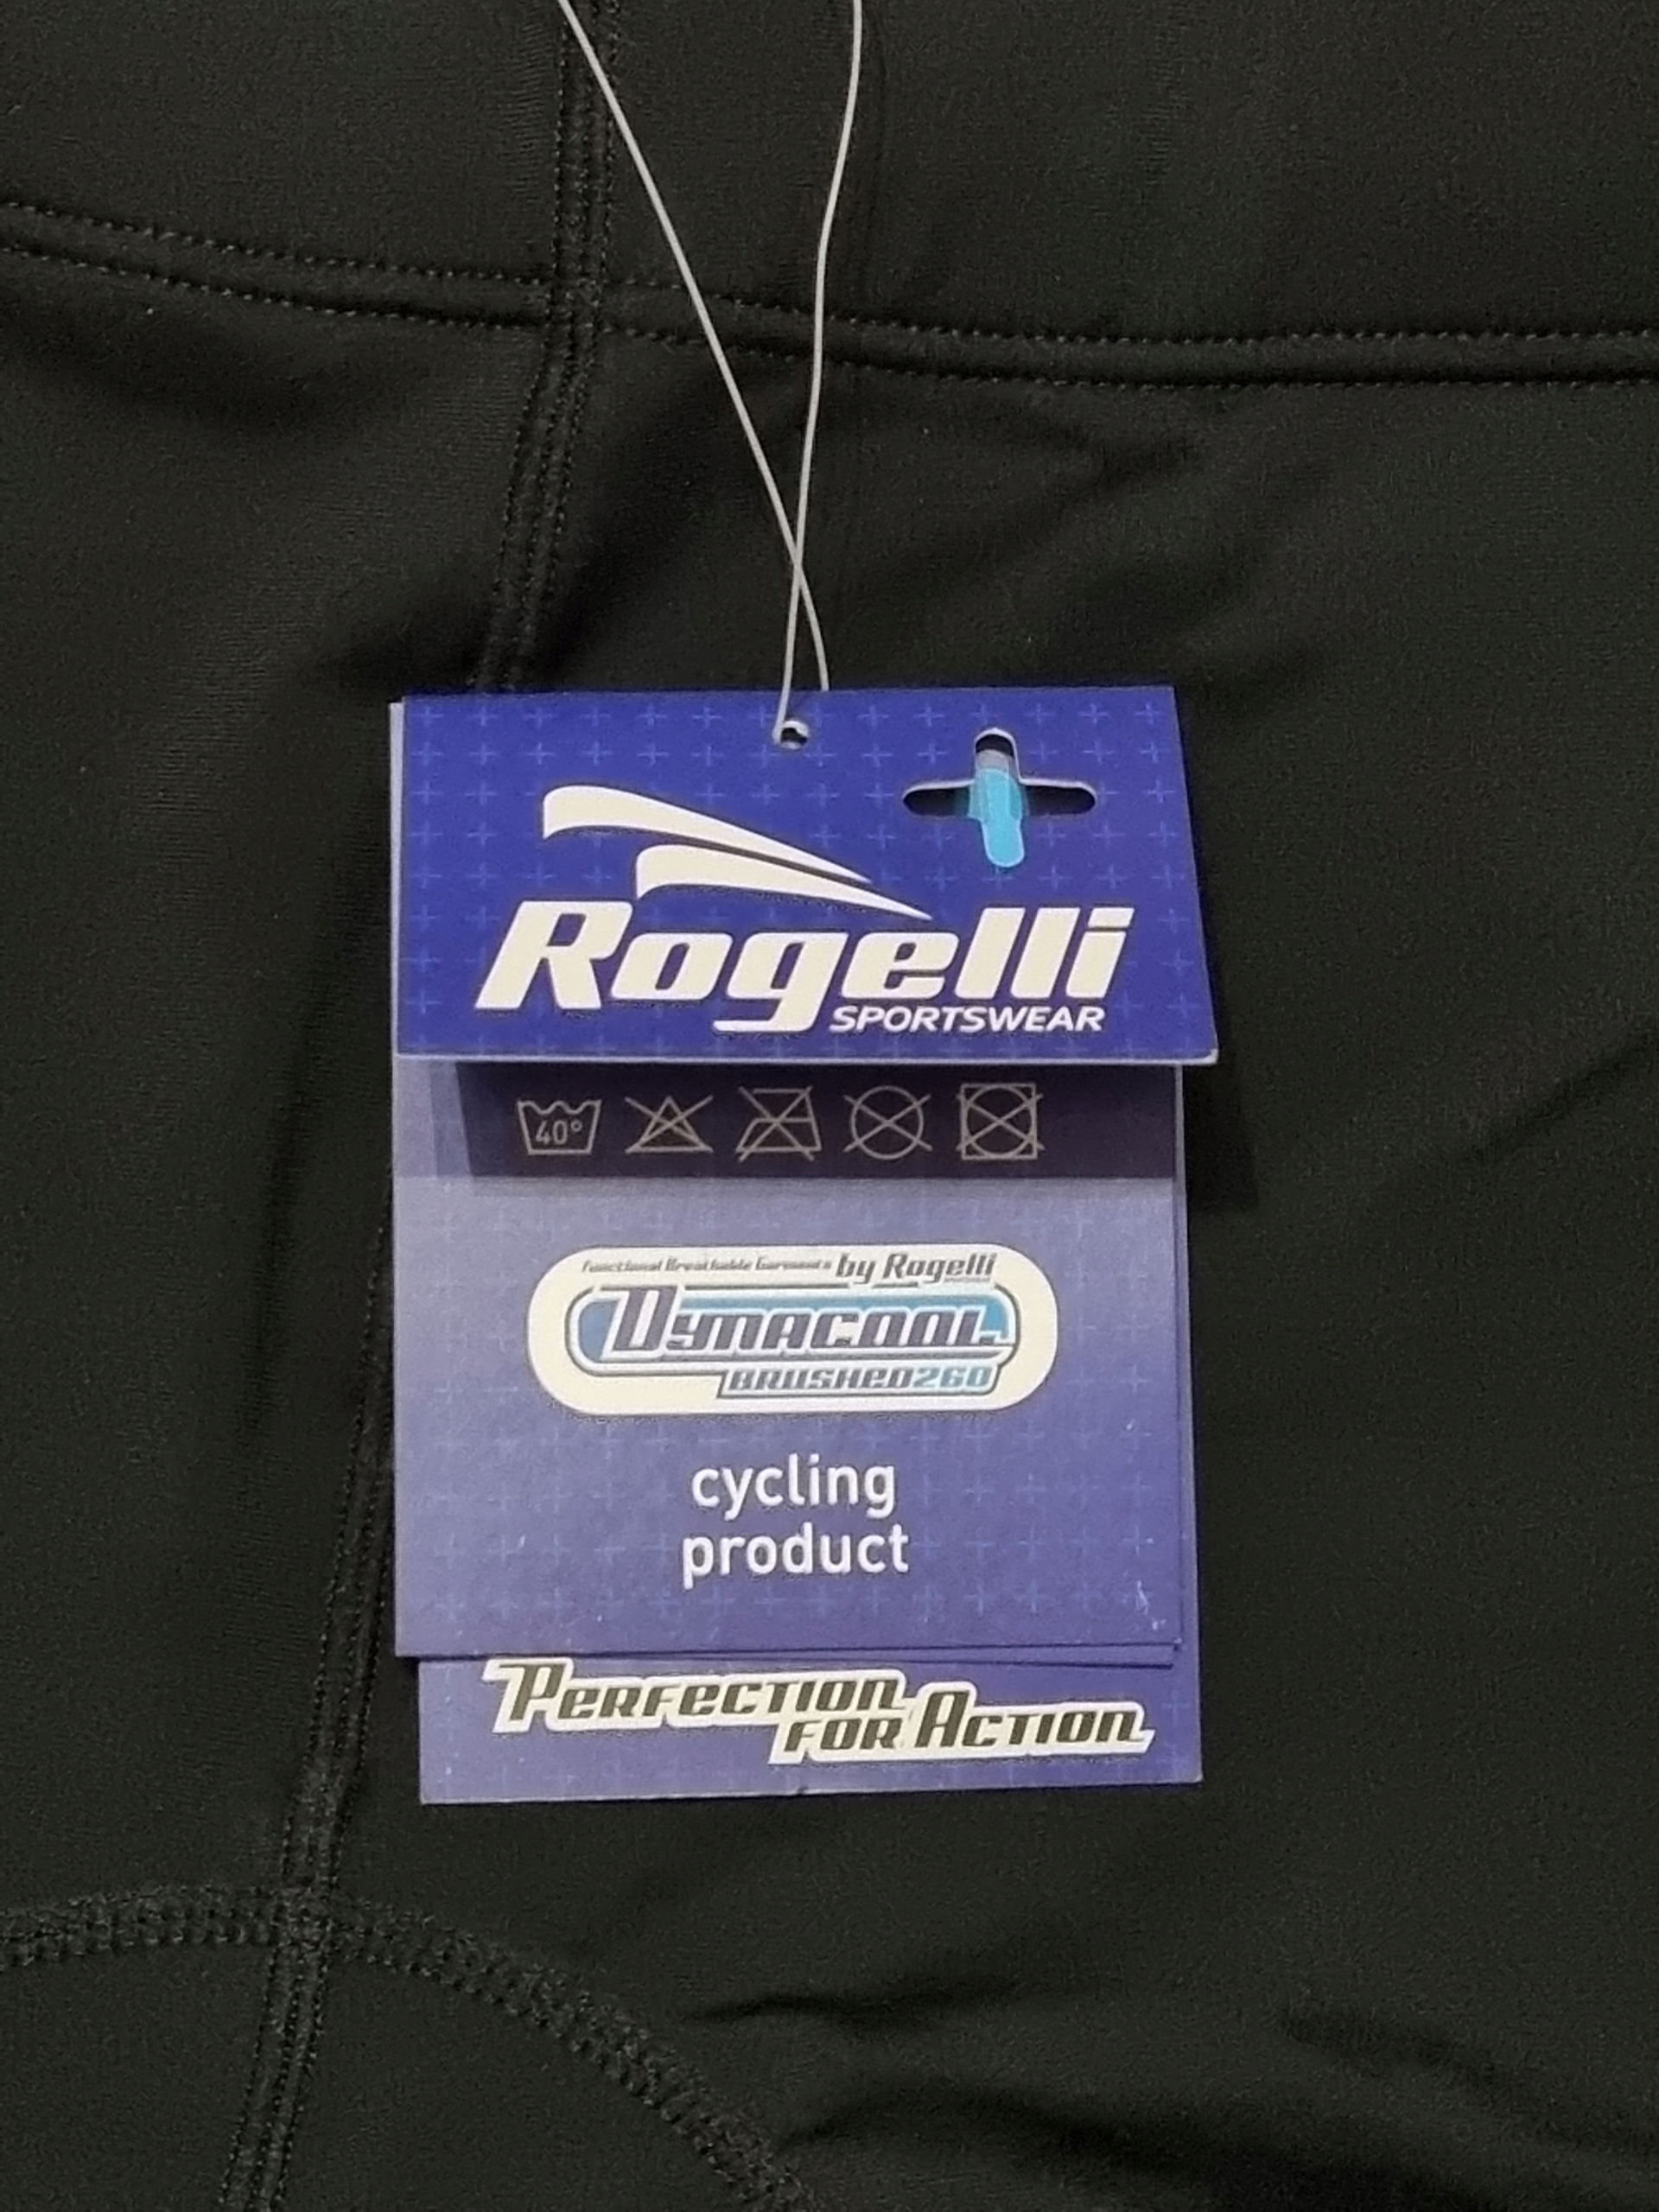 Rogelli
SPORTSWEAR
40°
Functional Breathable Garments by Rogelli
DYNACOOL
BRUSHED260
cycling
product
PERFECTION
FOR ACTION